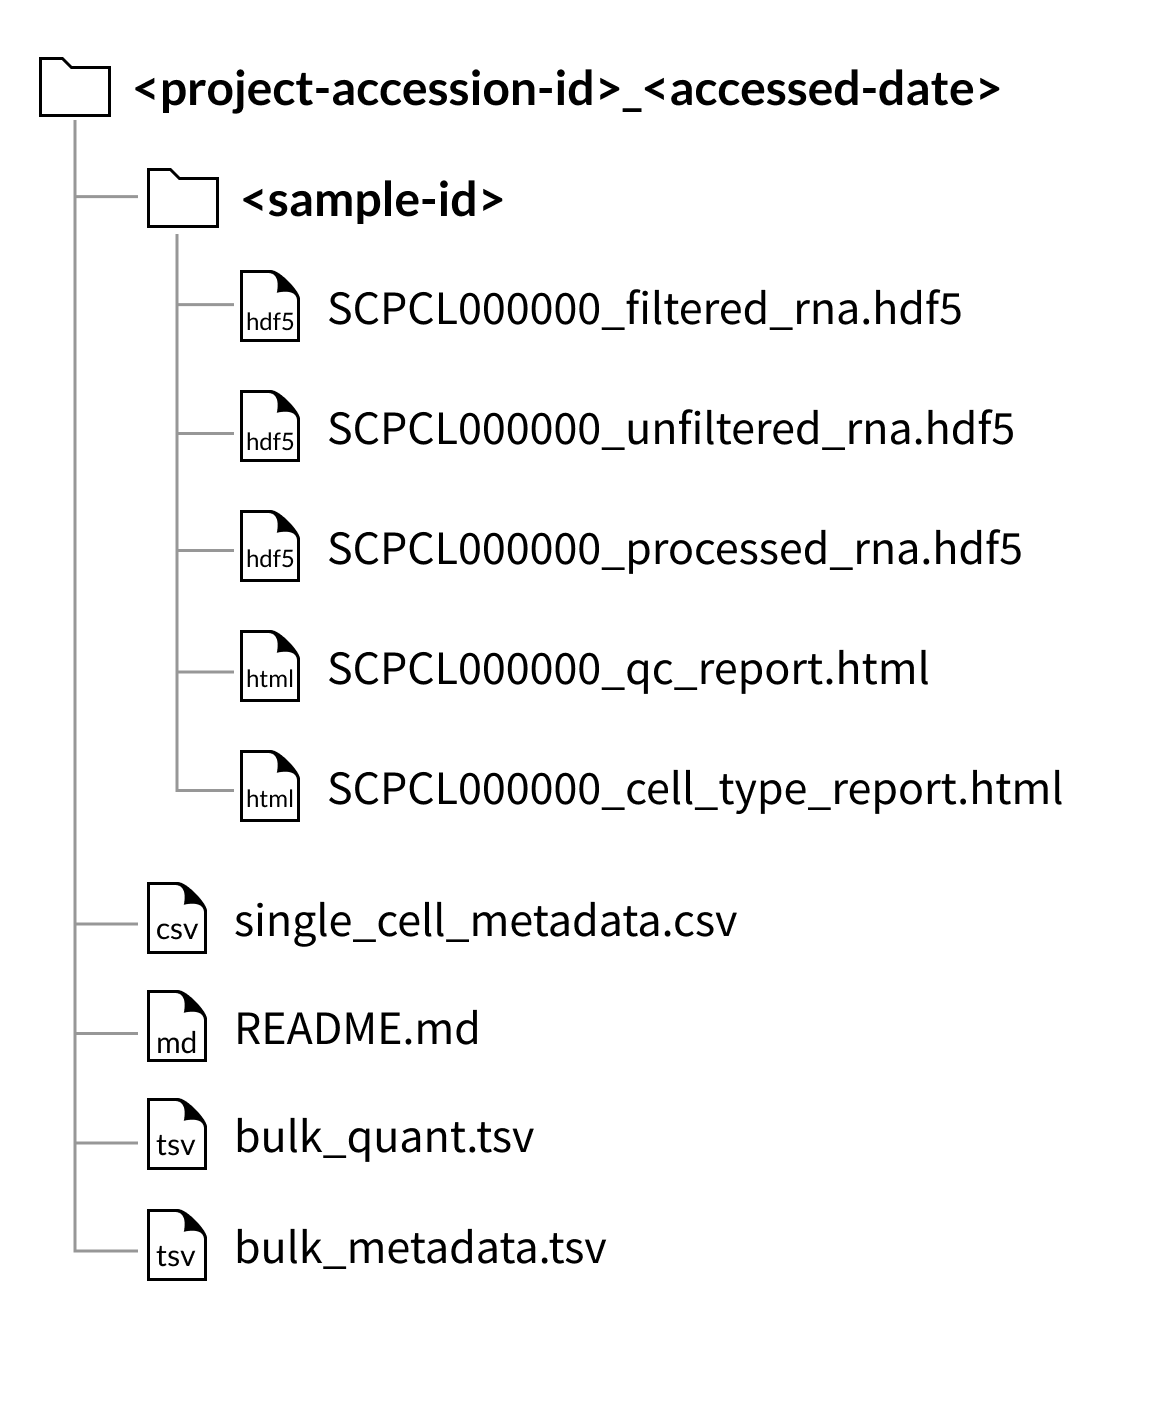 <project-accession-id>_<accessed-date>
<sample-id>
hdf5 SCPCL000000_filtered_rna.hdf5
hdf5 SCPCL000000_unfiltered_rna.hdf5
hdf5 SCPCL000000_processed_rna.hdf5
html SCPCL000000_qc_report.html
html SCPCL000000_cell_type_report.html
csv single_cell_metadata.csv
md README.md
tsv bulk_quant.tsv
tsv bulk_metadata.tsv